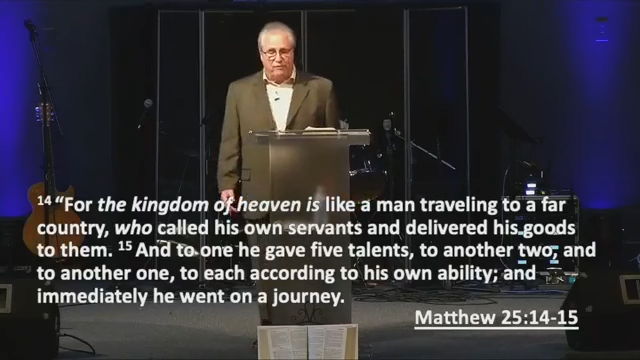 14 “For the kingdom of heaven is like a man traveling to a far
country, who called his own servants and delivered his goods
to them. 15 And to one he gave five talents, to another two, and
to another one, to each according to his own ability; and
immediately he went on a journey.
Matthew 25:14-15